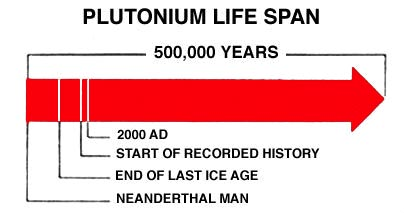 PLUTONIUM LIFE SPAN
500,000 YEARS
2000 AD
START OF RECORDED HISTORY
END OF LAST ICE AGE
NEANDERTHAL MAN